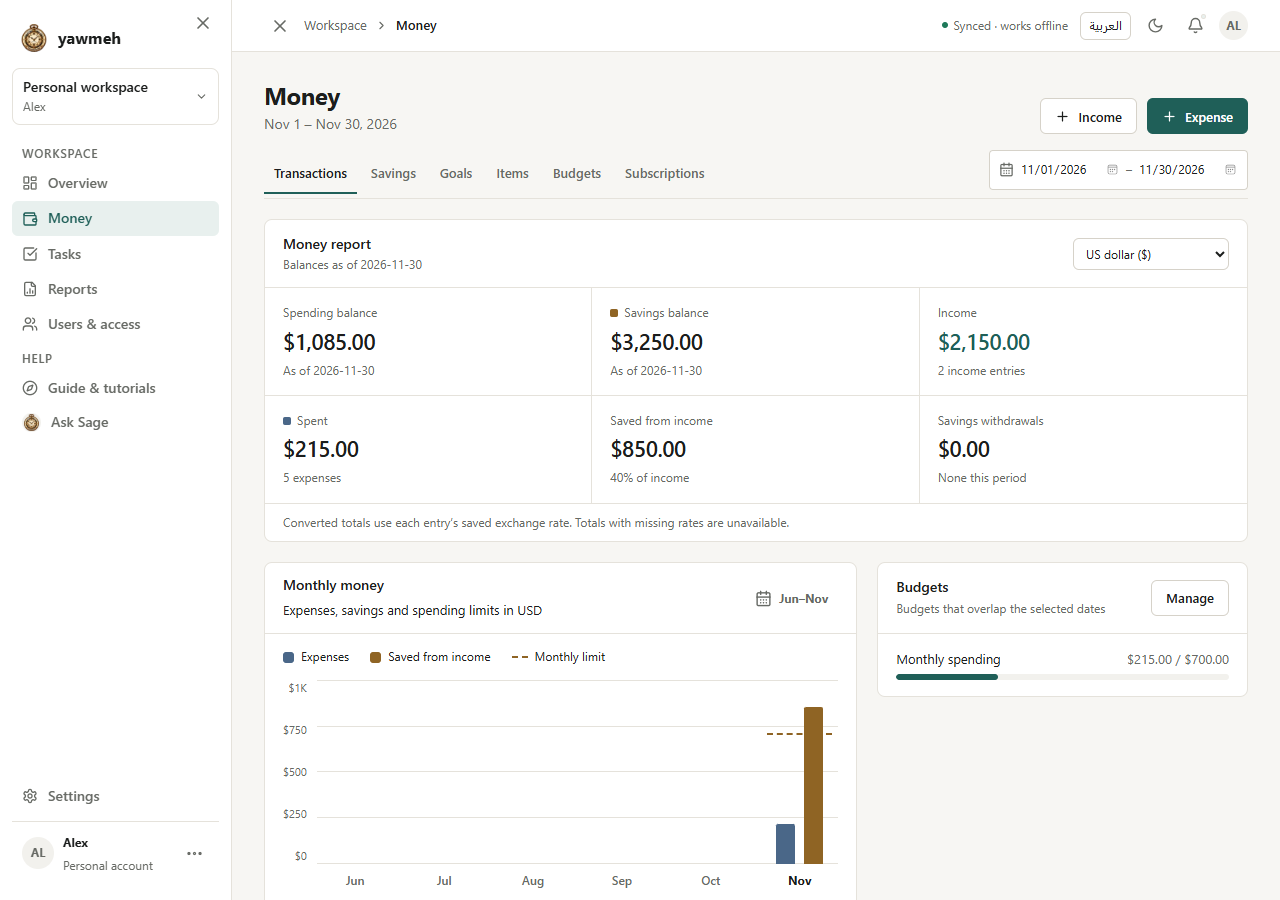 yawmeh
Personal workspace
Alex
WORKSPACE
Overview
Money
Tasks
Reports
Users & access
HELP
Guide & tutorials
Ask Sage
Settings
AL
Alex
Personal account
Workspace > Money
Synced · works offline
العربية
AL
Money
Nov 1 – Nov 30, 2026
+ Income
+ Expense
Transactions Savings Goals Items Budgets Subscriptions
11/01/2026 – 11/30/2026
Money report
Balances as of 2026-11-30
US dollar ($)
Spending balance
$1,085.00
As of 2026-11-30
Savings balance
$3,250.00
As of 2026-11-30
Income
$2,150.00
2 income entries
Spent
$215.00
5 expenses
Saved from income
$850.00
40% of income
Savings withdrawals
$0.00
None this period
Converted totals use each entry's saved exchange rate. Totals with missing rates are unavailable.
Monthly money
Expenses, savings and spending limits in USD
Jun–Nov
Expenses Saved from income Monthly limit
$1K
$750
$500
$250
$0
Jun Jul Aug Sep Oct Nov
Budgets
Budgets that overlap the selected dates
Manage
Monthly spending $215.00 / $700.00